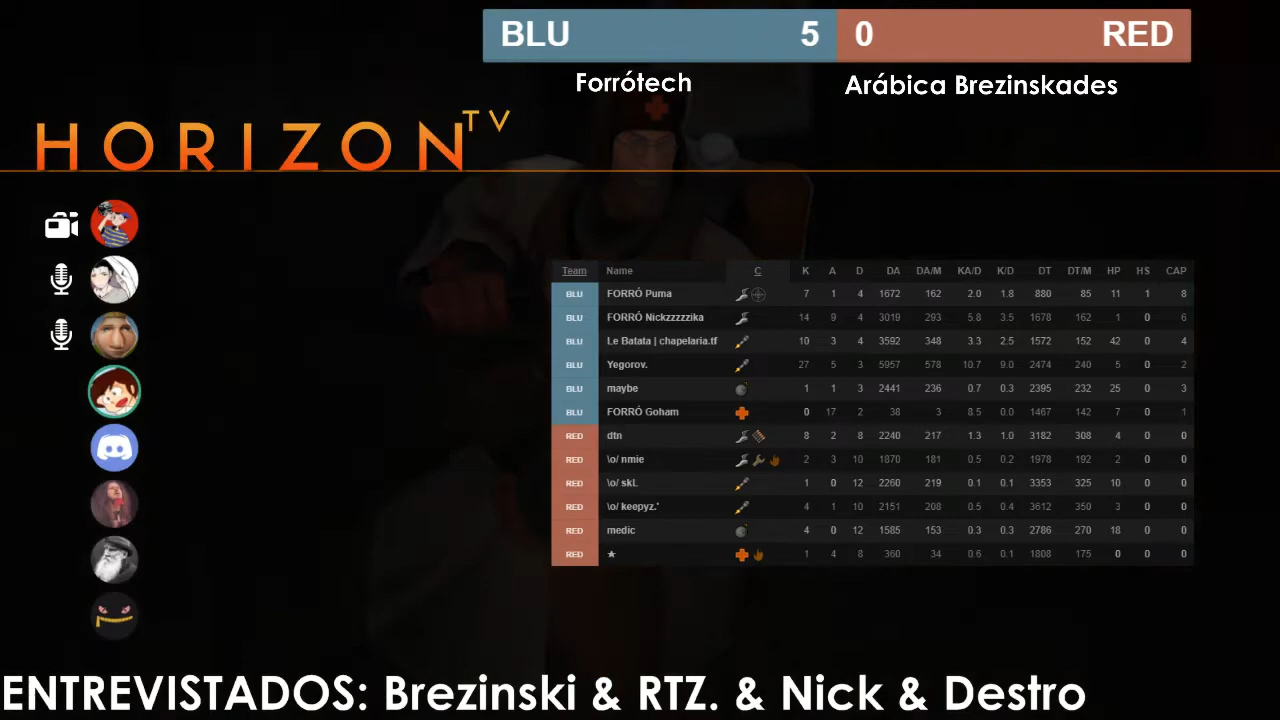 BLU 5 0 RED
Forrótech Arábica Brezinskades
HORIZON TV
Team Name C K A D DA DA/M KA/D K/D DT DT/M HP HS CAP
BLU FORRÓ Puma 7 1 4 1672 162 2.0 1.8 880 85 11 1 8
BLU FORRÓ Nickzzzzzika 14 9 4 3019 293 5.8 3.5 1678 162 1 0 6
BLU Le Batata | chapelaria.tf 10 3 4 3592 348 3.3 2.5 1572 152 42 0 4
BLU Yegorov. 27 5 3 5957 578 10.7 9.0 2474 240 5 0 2
BLU maybe 1 1 3 2441 236 0.7 0.3 2395 232 25 0 3
BLU FORRÓ Goham 0 17 2 38 3 8.5 0.0 1467 142 7 0 1
RED dtn 8 2 8 2240 217 1.3 1.0 3182 308 4 0 0
RED \o/ nmie 2 3 10 1870 181 0.5 0.2 1978 192 2 0 0
RED \o/ skL 1 0 12 2260 219 0.1 0.1 3353 325 10 0 0
RED \o/ keepyz.' 4 1 10 2151 208 0.5 0.4 3612 350 3 0 0
RED medic 4 0 12 1585 153 0.3 0.3 2786 270 18 0 0
RED ★ 1 4 8 360 34 0.6 0.1 1808 175 0 0 0
ENTREVISTADOS: Brezinski & RTZ. & Nick & Destro